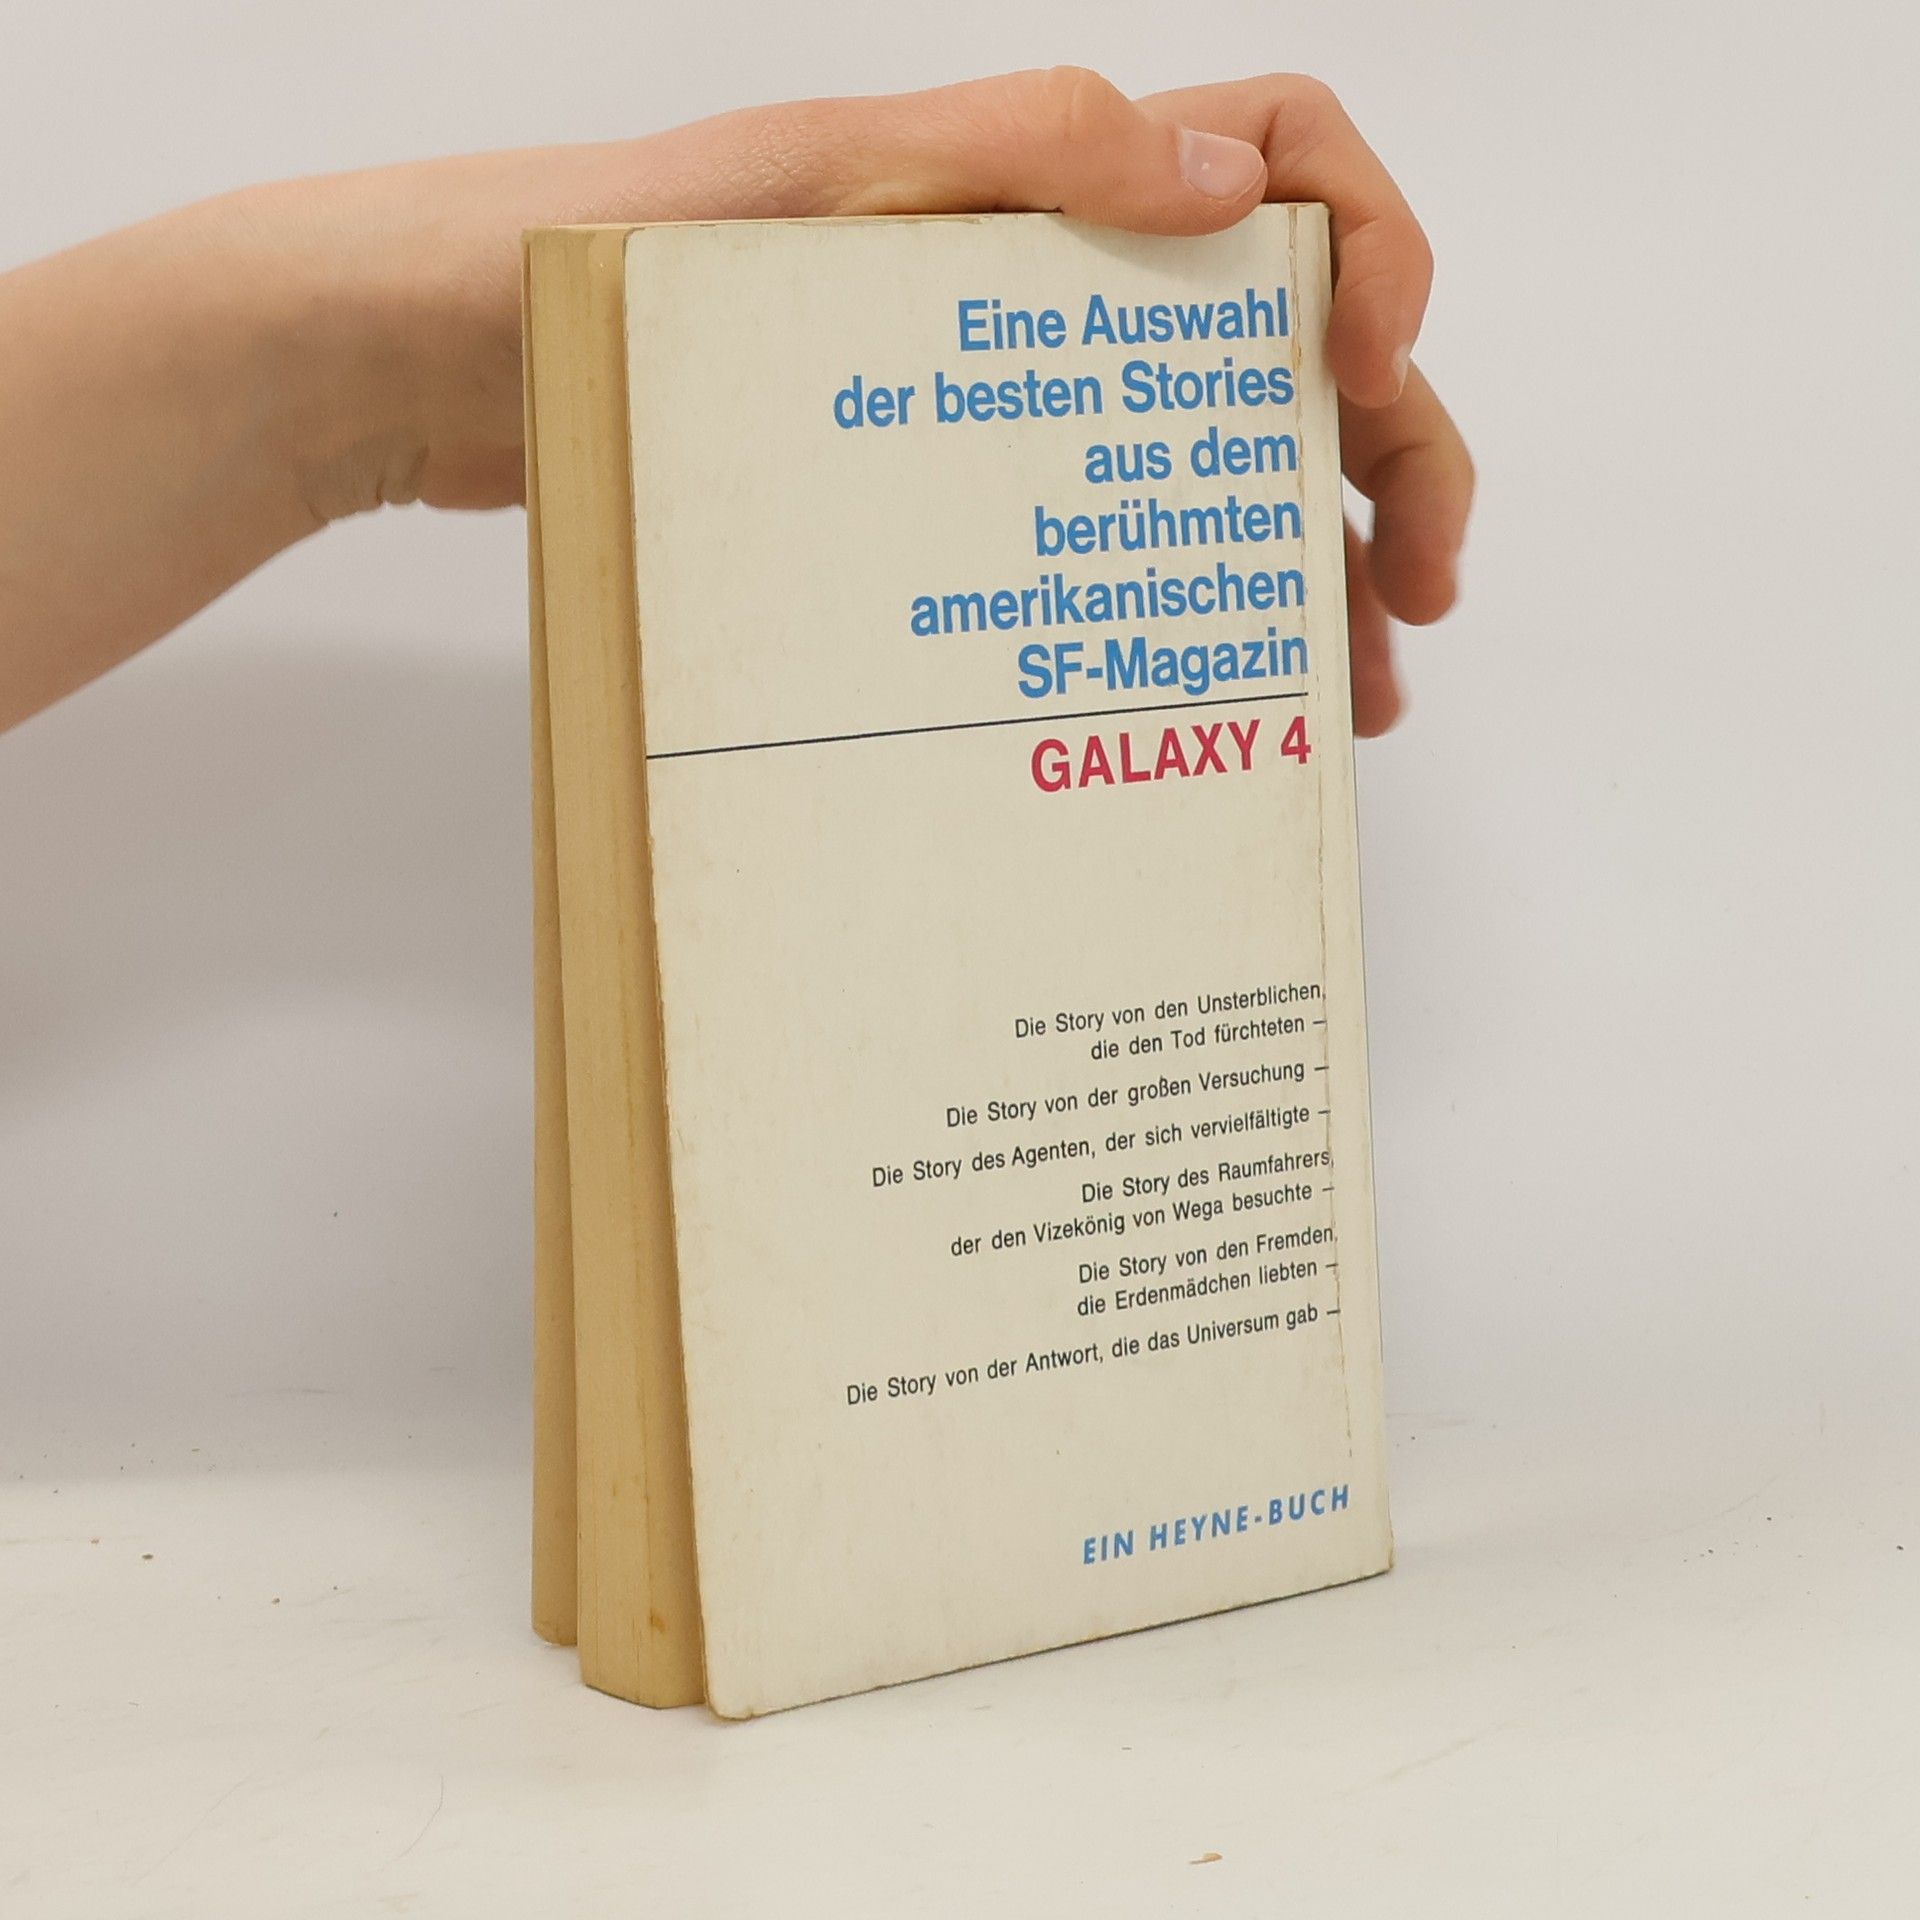 Eine Auswahl
der besten Stories
aus dem
berühmten
amerikanischen
SF-Magazin
GALAXY 4
Die Story von den Unsterblichen,
die den Tod fürchteten –
Die Story von der großen Versuchung –
Die Story des Agenten, der sich vervielfältigte –
Die Story des Raumfahrers,
der den Vizekönig von Wega besuchte –
Die Story von den Fremden,
die Erdenmädchen liebten –
Die Story von der Antwort, die das Universum gab –
EIN HEYNE-BUCH